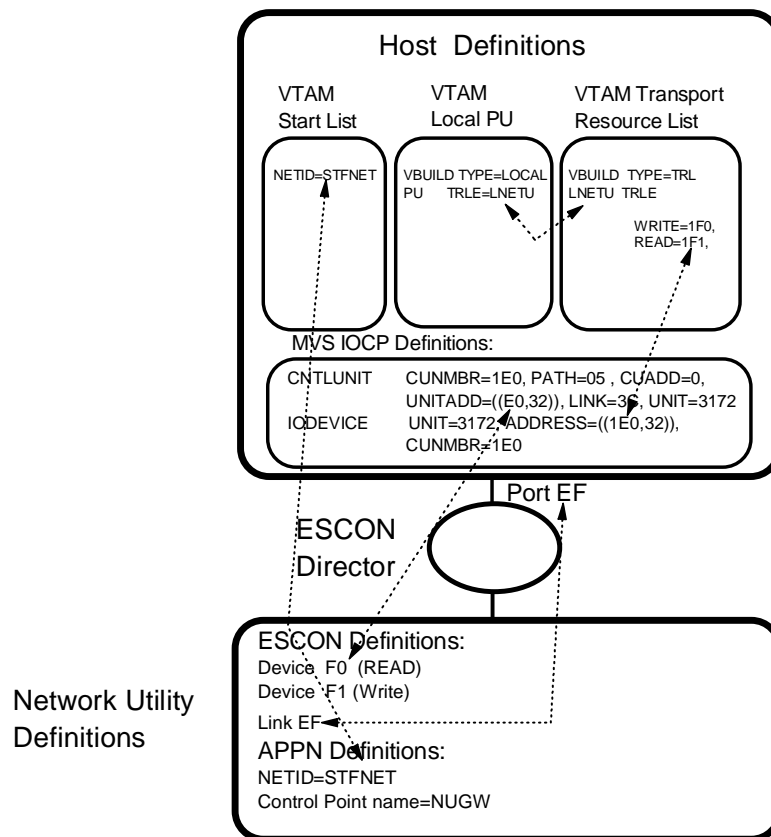 Host Definitions
VTAM
Start List
VTAM
Local PU
VTAM Transport
Resource List
NETID=STFNET
VBUILD TYPE=LOCAL
PU TRLE=LNETU
VBUILD TYPE=TRL
LNETU TRLE
WRITE=1F0,
READ=1F1,
MVS IOCP Definitions:
CNTLUNIT CUNMBR=1E0, PATH=05 , CUADD=0,
UNITADD=((E0,32)), LINK=3C, UNIT=3172
IODEVICE UNIT=3172, ADDRESS=((1E0,32)),
CUNMBR=1E0
Port EF
ESCON
Director
ESCON Definitions:
Device F0 (READ)
Device F1 (Write)
Link EF
APPN Definitions:
NETID=STFNET
Control Point name=NUGW
Network Utility
Definitions